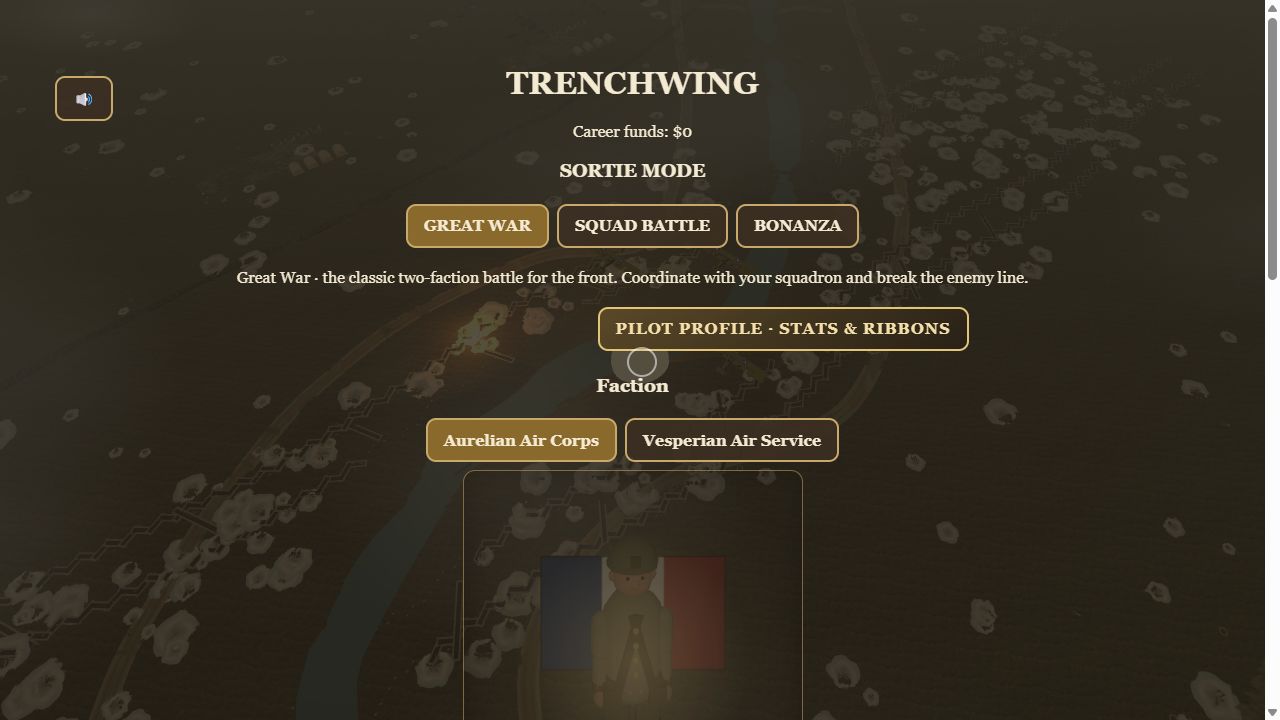 TRENCHWING
Career funds: $0
SORTIE MODE
GREAT WAR
SQUAD BATTLE
BONANZA
Great War · the classic two-faction battle for the front. Coordinate with your squadron and break the enemy line.
PILOT PROFILE · STATS & RIBBONS
Faction
Aurelian Air Corps
Vesperian Air Service